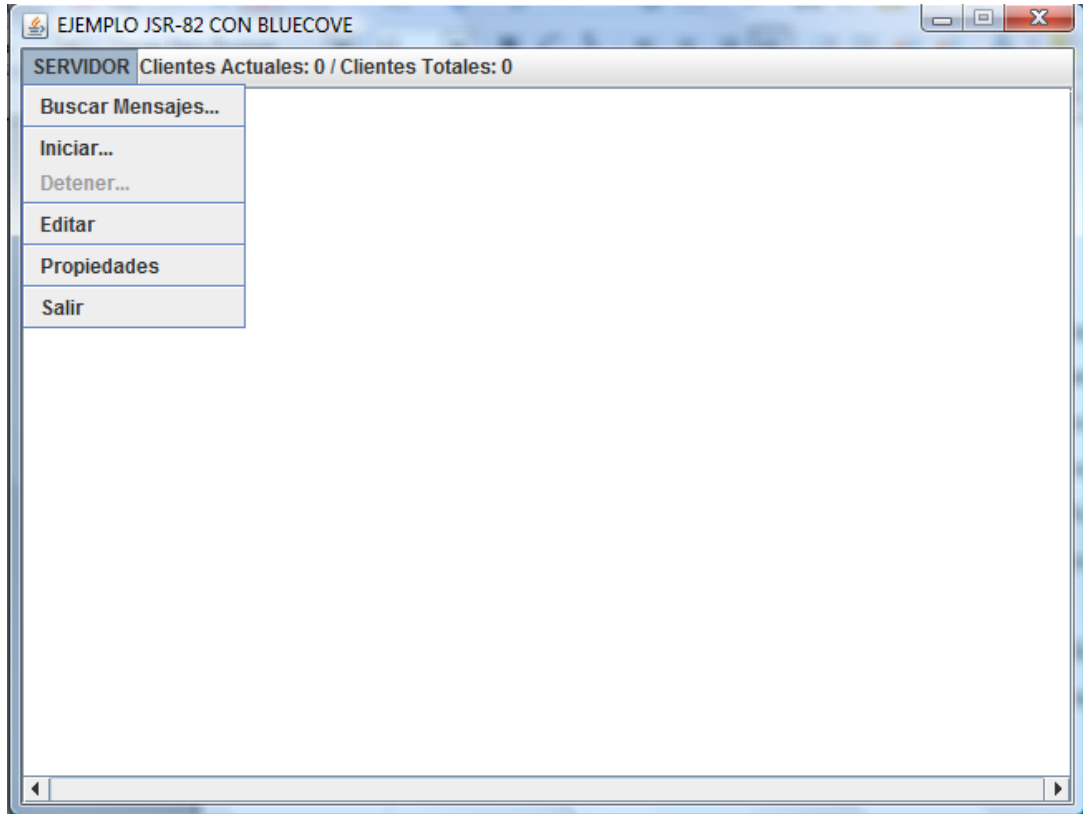 EJEMPLO JSR-82 CON BLUECOVE
SERVIDOR Clientes Actuales: 0 / Clientes Totales: 0
Buscar Mensajes...
Iniciar...
Detener...
Editar
Propiedades
Salir